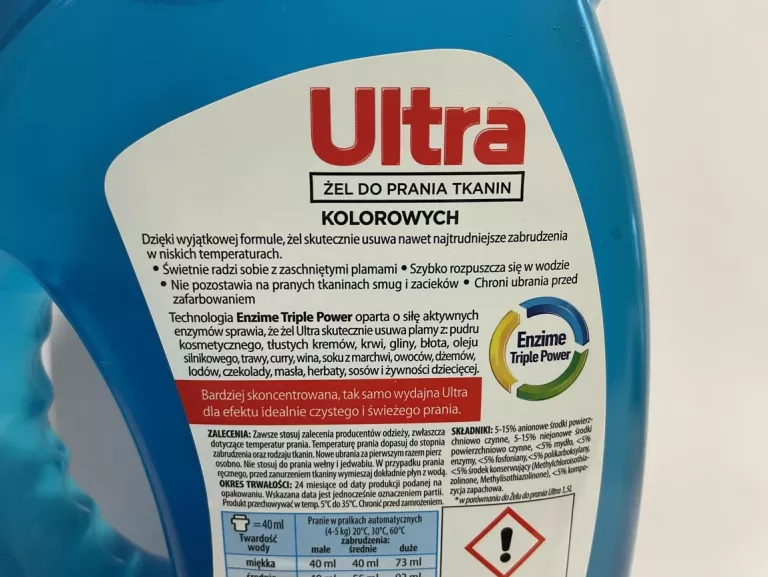 Ultra
ŻEL DO PRANIA TKANIN
KOLOROWYCH
Dzięki wyjątkowej formule, żel skutecznie usuwa nawet najtrudniejsze zabrudzenia
w niskich temperaturach.
• Świetnie radzi sobie z zaschniętymi plamami • Szybko rozpuszcza się w wodzie
• Nie pozostawia na pranych tkaninach smug i zacieków • Chroni ubrania przed
zafarbowaniem
Technologia Enzime Triple Power oparta o siłę aktywnych
enzymów sprawia, że żel Ultra skutecznie usuwa plamy z: pudru
kosmetycznego, tłustych kremów, krwi, gliny, błota, oleju
silnikowego, trawy, curry, wina, soku z marchwi, owoców, dżemów,
lodów, czekolady, masła, herbaty, sosów i żywności dziecięcej.
Enzime
Triple Power
Bardziej skoncentrowana, tak samo wydajna Ultra
dla efektu idealnie czystego i świeżego prania.
ZALECENIA: Zawsze stosuj zalecenia producentów odzieży, zwłaszcza
dotyczące temperatur prania. Temperaturę prania dopasuj do stopnia
zabrudzenia oraz rodzaju tkanin. Nowe ubrania za pierwszym razem pierz
osobno. Nie stosuj do prania wełny i jedwabiu. W przypadku prania
ręcznego, przed zanurzeniem tkaniny wymieszaj dokładnie płyn z wodą.
OKRES TRWAŁOŚCI: 24 miesiące od daty produkcji podanej na
opakowaniu. Wskazana data jest jednocześnie oznaczeniem partii.
Produkt przechowywać w temp. 5°C do 35°C. Chronić przed zamrożeniem.
SKŁADNIKI: 5-15% anionowe środki powierz-
chniowo czynne, 5-15% niejonowe środki
powierzchniowo czynne, <5% mydło, <5%
enzymy, <5% fosfoniany, <5% polikarboksylany,
<5% środek konserwujący (Methylchloroisothia-
zolinone, Methylisothiazolinone), <5% kompo-
zycja zapachowa.
* w porównaniu do Żelu do prania Ultra 1,5L
= 40 ml
Twardość
wody
Pranie w pralkach automatycznych
(4-5 kg) 20°C, 30°C, 60°C
zabrudzenia:
małe średnie duże
miękka 40 ml 40 ml 73 ml